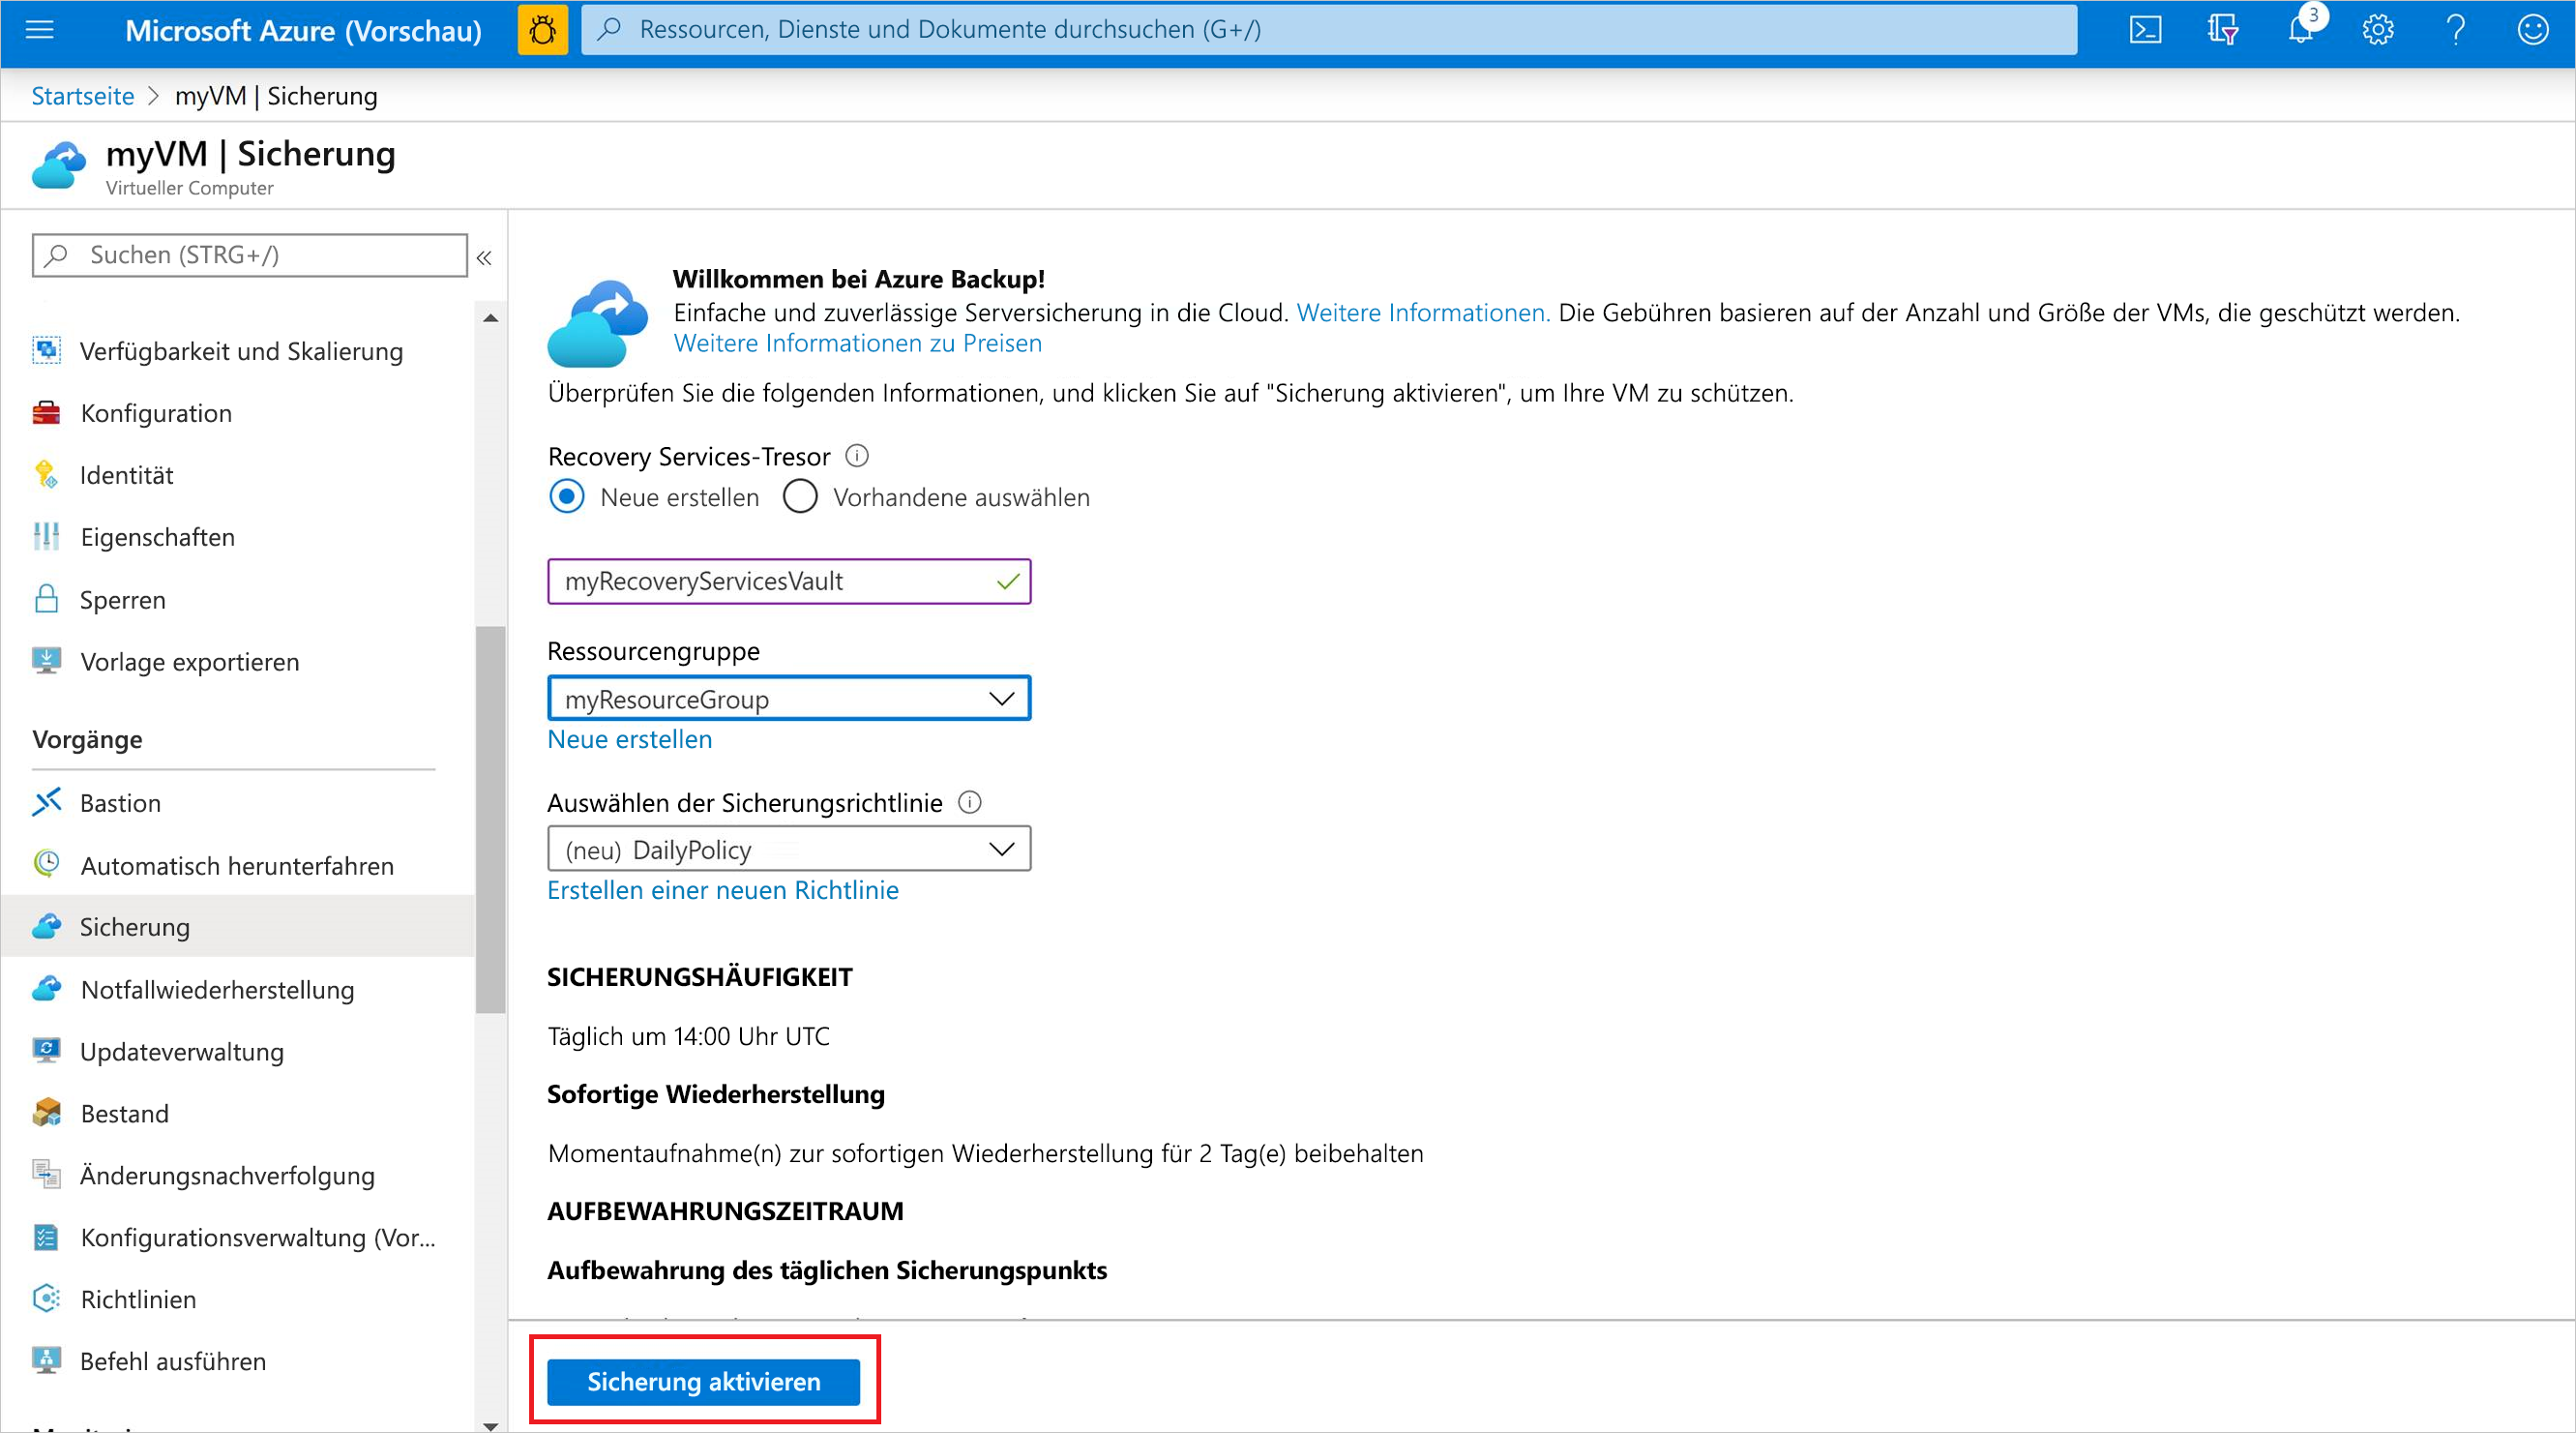 Microsoft Azure (Vorschau)
Ressourcen, Dienste und Dokumente durchsuchen (G+/)
3
Startseite > myVM | Sicherung
myVM | Sicherung
Virtueller Computer
Suchen (STRG+/)
«
Verfügbarkeit und Skalierung
Konfiguration
Identität
Eigenschaften
Sperren
Vorlage exportieren
Vorgänge
Bastion
Automatisch herunterfahren
Sicherung
Notfallwiederherstellung
Updateverwaltung
Bestand
Änderungsnachverfolgung
Konfigurationsverwaltung (Vor...
Richtlinien
Befehl ausführen
Willkommen bei Azure Backup!
Einfache und zuverlässige Serversicherung in die Cloud. Weitere Informationen. Die Gebühren basieren auf der Anzahl und Größe der VMs, die geschützt werden.
Weitere Informationen zu Preisen
Überprüfen Sie die folgenden Informationen, und klicken Sie auf "Sicherung aktivieren", um Ihre VM zu schützen.
Recovery Services-Tresor
Neue erstellen Vorhandene auswählen
myRecoveryServicesVault
Ressourcengruppe
myResourceGroup
Neue erstellen
Auswählen der Sicherungsrichtlinie
(neu) DailyPolicy
Erstellen einer neuen Richtlinie
SICHERUNGSHÄUFIGKEIT
Täglich um 14:00 Uhr UTC
Sofortige Wiederherstellung
Momentaufnahme(n) zur sofortigen Wiederherstellung für 2 Tag(e) beibehalten
AUFBEWAHRUNGSZEITRAUM
Aufbewahrung des täglichen Sicherungspunkts
Sicherung aktivieren